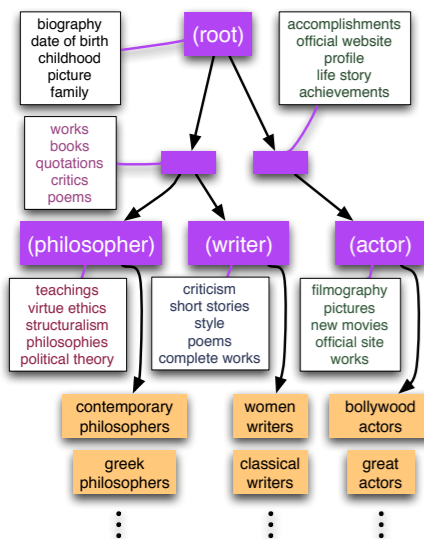 biography
date of birth
childhood
picture
family
(root)
accomplishments
official website
profile
life story
achievements
works
books
quotations
critics
poems
(philosopher)
(writer)
(actor)
teachings
virtue ethics
structuralism
philosophies
political theory
criticism
short stories
style
poems
complete works
filmography
pictures
new movies
official site
works
contemporary
philosophers
women
writers
bollywood
actors
greek
philosophers
classical
writers
great
actors